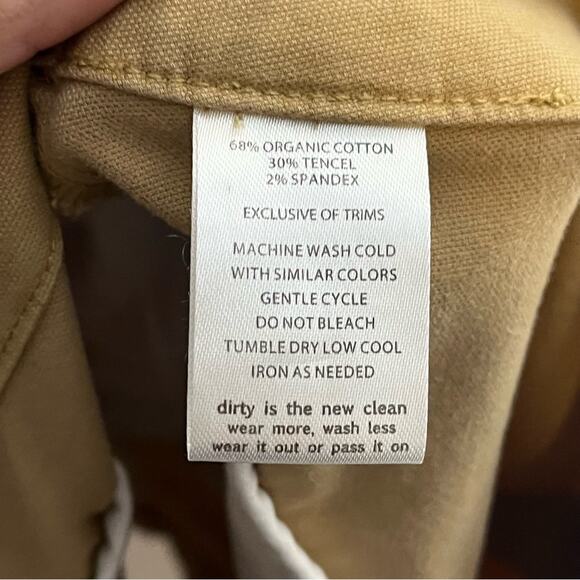 68% ORGANIC COTTON
30% TENCEL
2% SPANDEX
EXCLUSIVE OF TRIMS
MACHINE WASH COLD
WITH SIMILAR COLORS
GENTLE CYCLE
DO NOT BLEACH
TUMBLE DRY LOW COOL
IRON AS NEEDED
dirty is the new clean
wear more, wash less
wear it out or pass it on